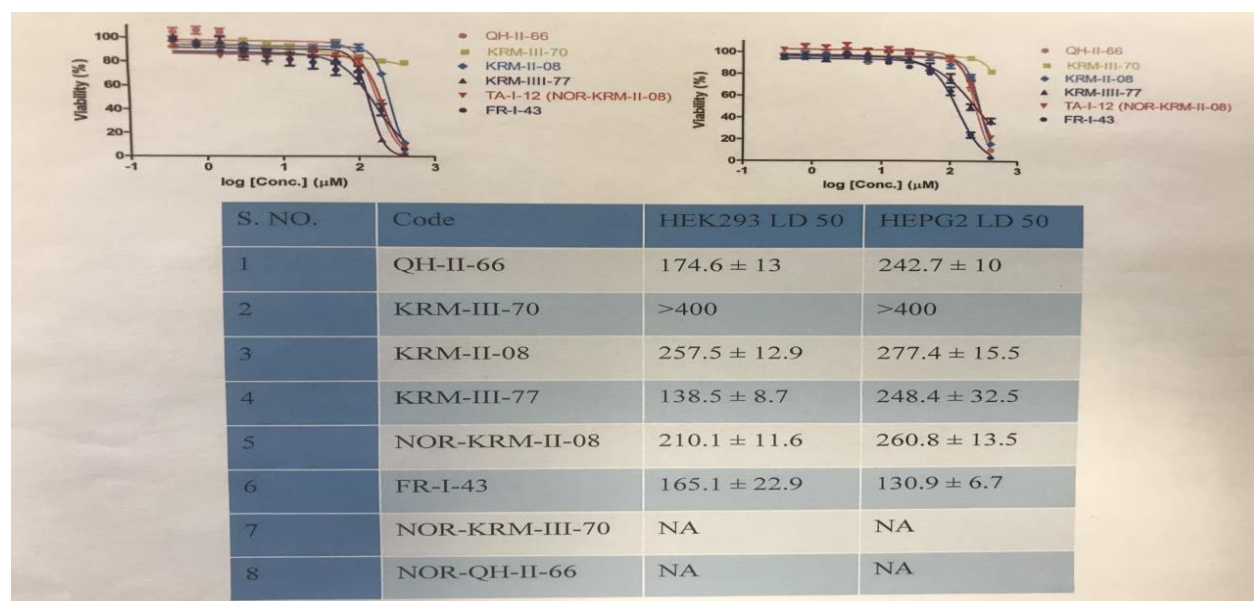 100
80
60
40
20
0
-1
0
1
2
3
Viability (%)
log [Conc.] (µM)
QH-II-66
KRM-III-70
KRM-II-08
KRM-IIII-77
TA-I-12 (NOR-KRM-II-08)
FR-I-43
100
80
60
40
20
0
-1
0
1
2
3
Viability (%)
log [Conc.] (µM)
QH-II-66
KRM-III-70
KRM-II-08
KRM-IIII-77
TA-I-12 (NOR-KRM-II-08)
FR-I-43
S. NO. Code HEK293 LD 50 HEPG2 LD 50
1 QH-II-66 174.6 ± 13 242.7 ± 10
2 KRM-III-70 >400 >400
3 KRM-II-08 257.5 ± 12.9 277.4 ± 15.5
4 KRM-III-77 138.5 ± 8.7 248.4 ± 32.5
5 NOR-KRM-II-08 210.1 ± 11.6 260.8 ± 13.5
6 FR-I-43 165.1 ± 22.9 130.9 ± 6.7
7 NOR-KRM-III-70 NA NA
8 NOR-QH-II-66 NA NA